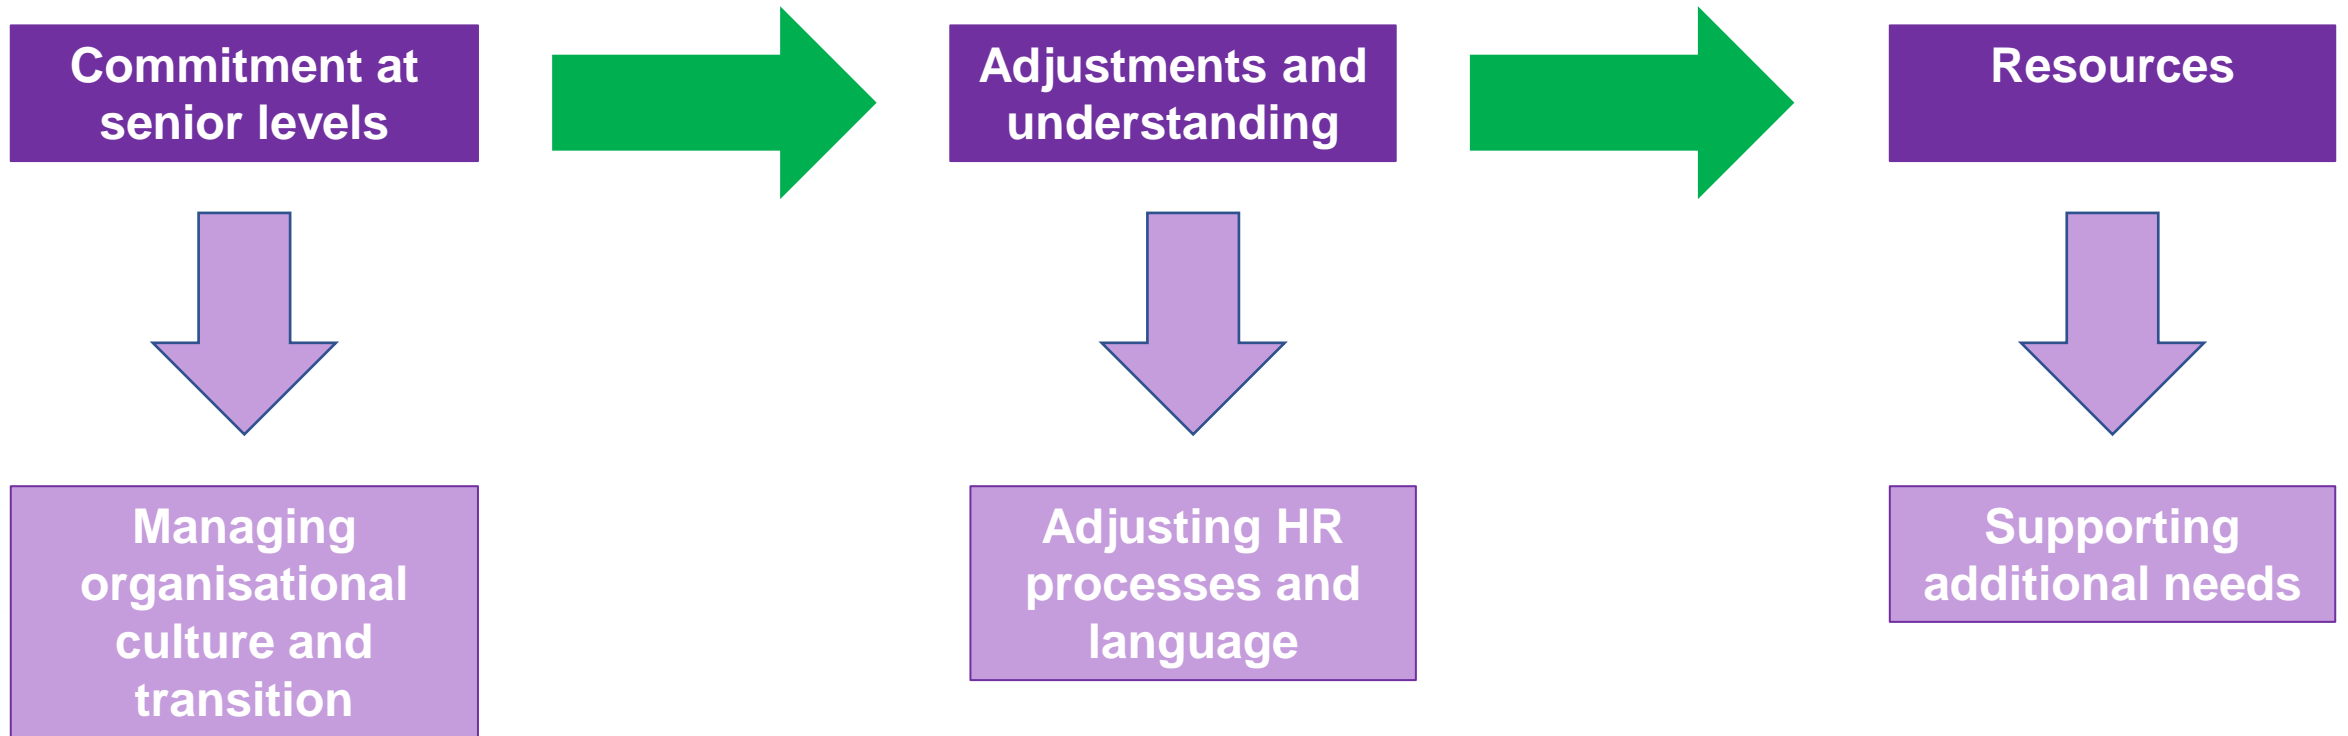 Commitment at
senior levels
Adjustments and
understanding
Resources
Managing
organisational
culture and
transition
Adjusting HR
processes and
language
Supporting
additional needs